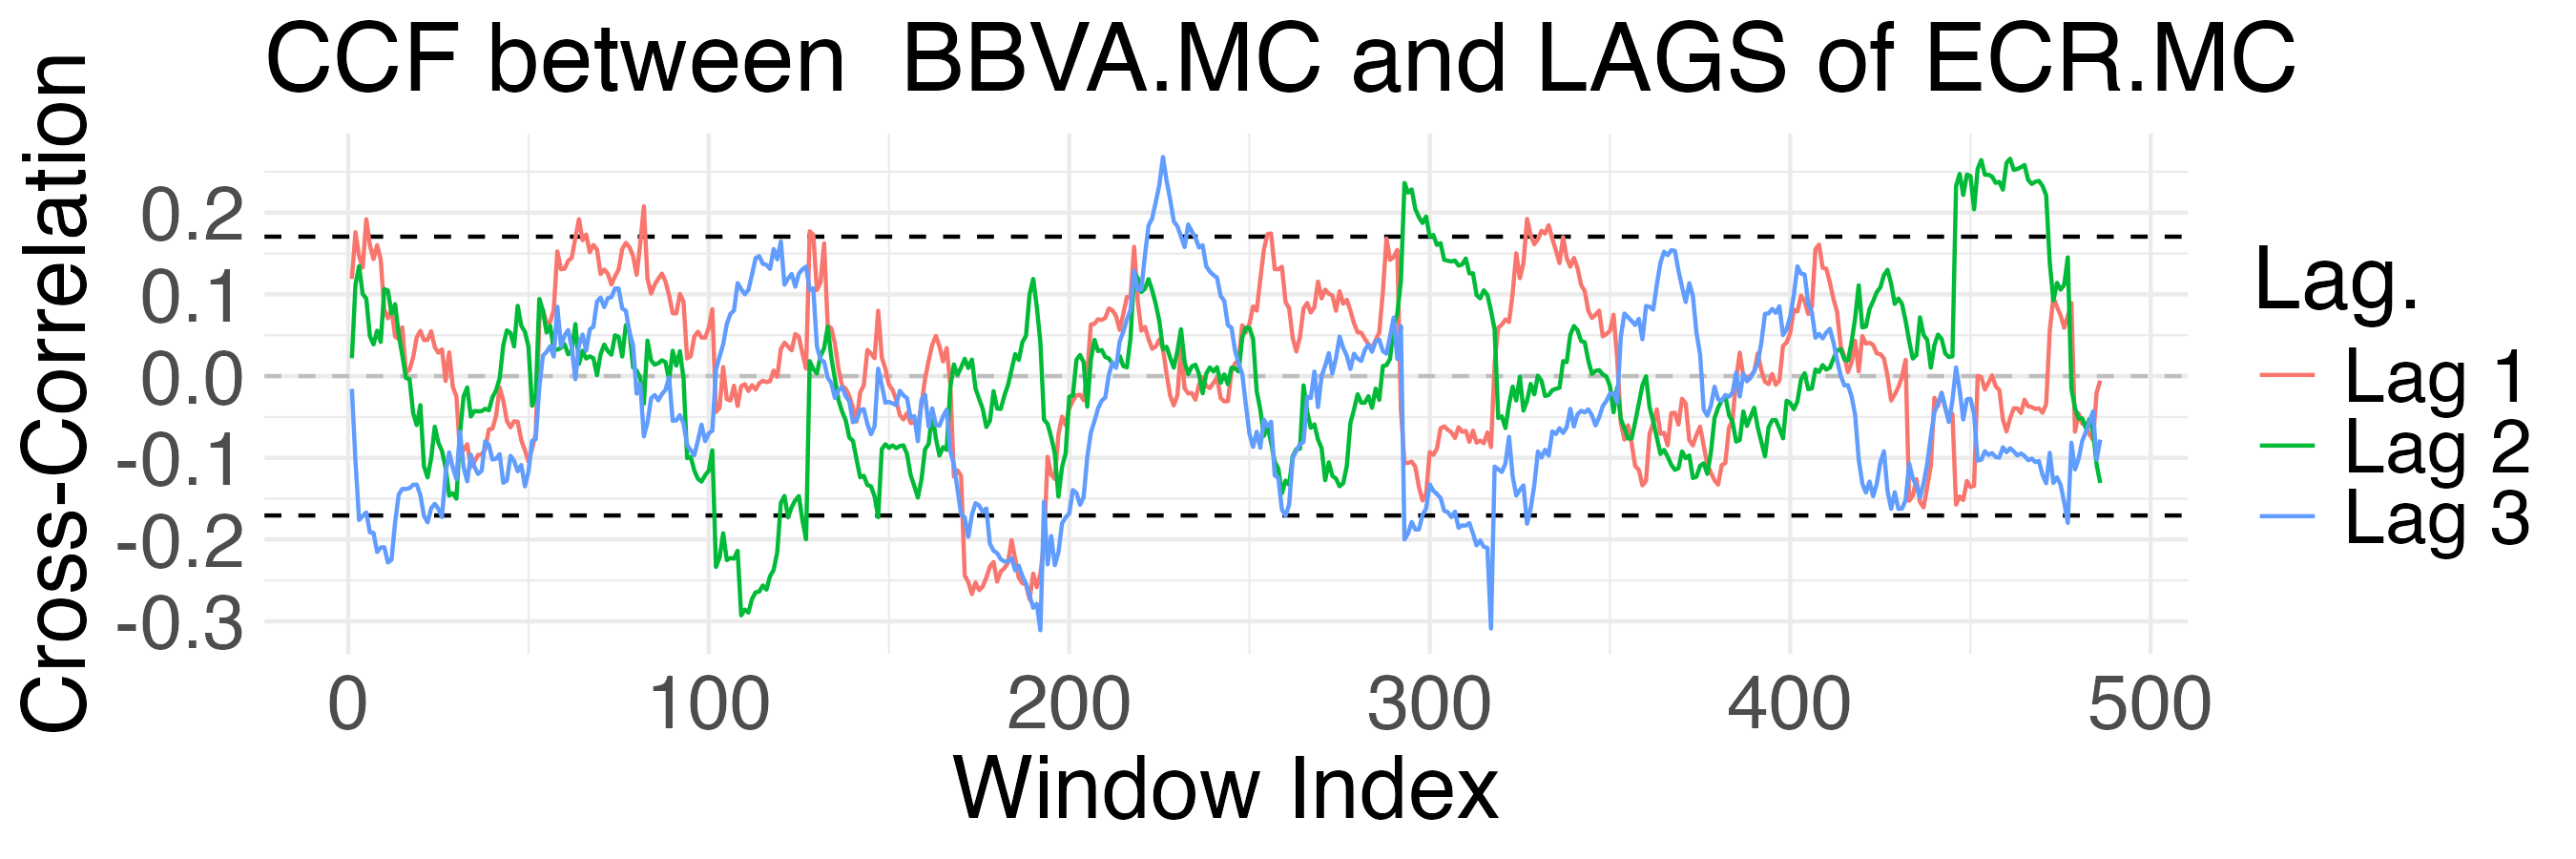 CCF between  BBVA.MC and LAGS of ECR.MC
Cross-Correlation
0.2
0.1
0.0
-0.1
-0.2
-0.3
0 100 200 300 400 500
Window Index
Lag.
Lag 1
Lag 2
Lag 3